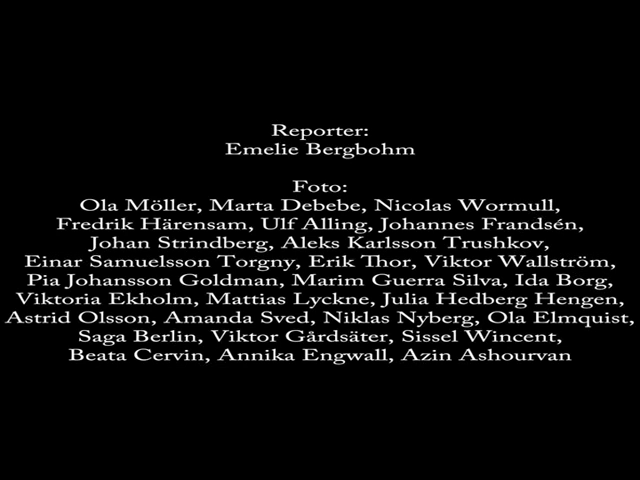 Reporter:
Emelie Bergbohm
Foto:
Ola Möller, Marta Debebe, Nicolas Wormull,
Fredrik Härensam, Ulf Alling, Johannes Frandsén,
Johan Strindberg, Aleks Karlsson Trushkov,
Einar Samuelsson Torgny, Erik Thor, Viktor Wallström,
Pia Johansson Goldman, Marim Guerra Silva, Ida Borg,
Viktoria Ekholm, Mattias Lyckne, Julia Hedberg Hengen,
Astrid Olsson, Amanda Sved, Niklas Nyberg, Ola Elmquist,
Saga Berlin, Viktor Gårdsäter, Sissel Wincent,
Beata Cervin, Annika Engwall, Azin Ashourvan